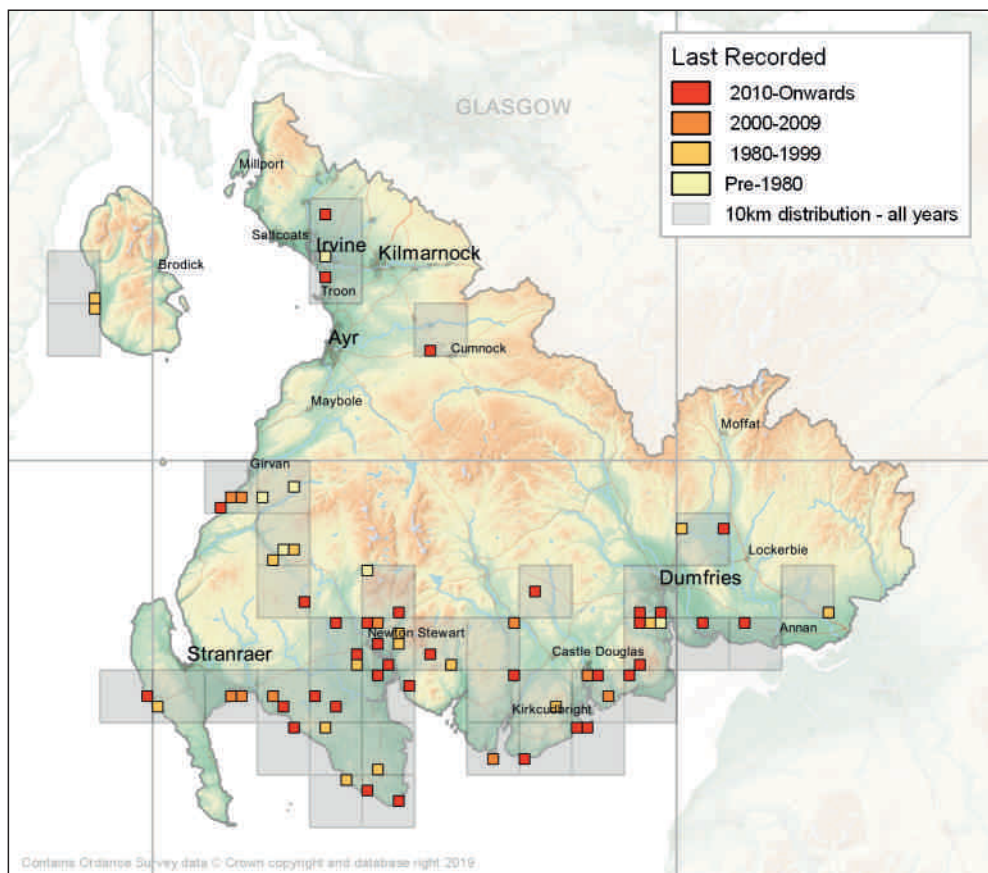 Last Recorded
2010-Onwards
2000-2009
1980-1999
Pre-1980
10km distribution - all years
GLASGOW
Millport
Saltcoats
Irvine
Kilmarnock
Brodick
Troon
Ayr
Cumnock
Maybole
Moffat
Girvan
Lockerbie
Dumfries
Newton Stewart
Annan
Stranraer
Castle Douglas
Kirkcudbright
Contains Ordance Survey data © Crown copyright and database right 2019